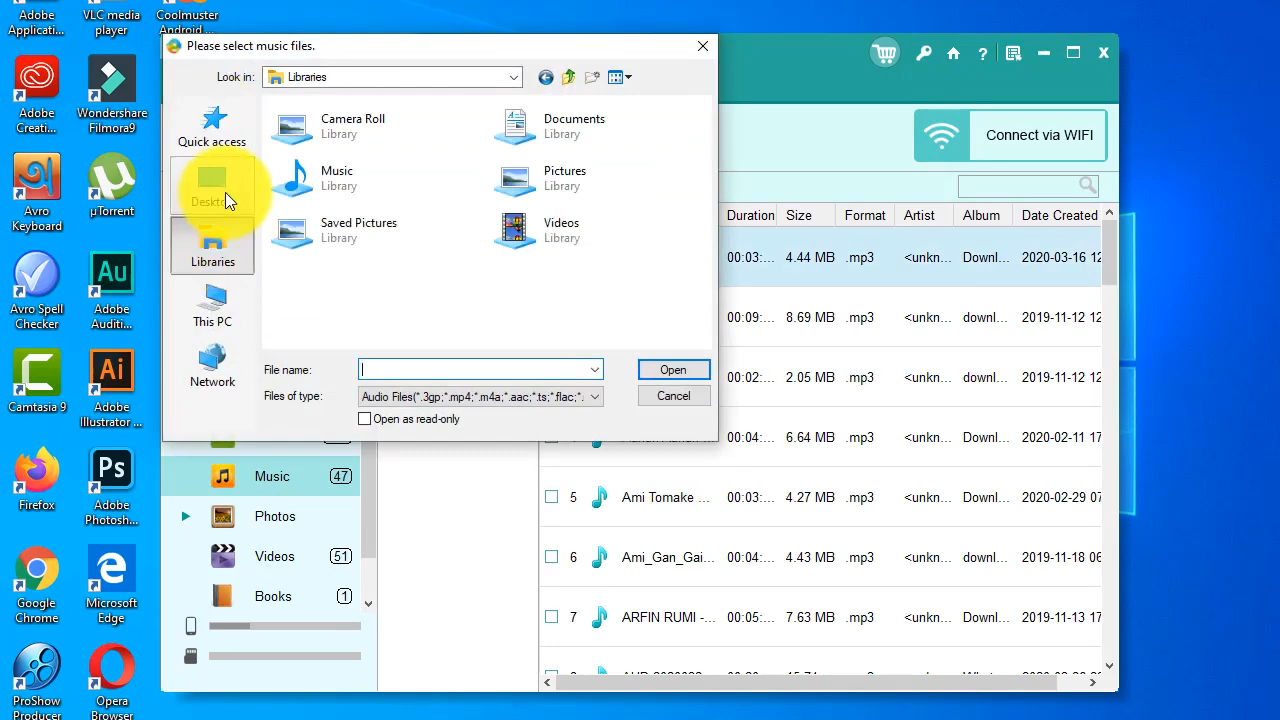 Adobe
Applicati...
VLC media
player
Coolmuster
Android ...
Adobe
Creati...
Wondershare
Filmora9
Avro
Keyboard
µTorrent
Avro Spell
Checker
Adobe
Auditi...
Camtasia 9
Adobe
Illustrator ...
Firefox
Adobe
Photosh...
Google
Chrome
Microsoft
Edge
ProShow
Producer
Opera
Browser
Please select music files.
Look in:
Libraries
Quick access
Desktop
Libraries
This PC
Network
Camera Roll
Library
Documents
Library
Music
Library
Pictures
Library
Saved Pictures
Library
Videos
Library
File name:
Open
Files of type:
Audio Files(*.3gp;*.mp4;*.m4a;*.aac;*.ts;*.flac;*.
Cancel
Open as read-only
Connect via WIFI
Duration Size Format Artist Album Date Created
00:03:... 4.44 MB .mp3 <unkn... Downl... 2020-03-16 12
00:09:... 8.69 MB .mp3 <unkn... downl... 2019-11-12 12
00:02:... 2.05 MB .mp3 <unkn... downl... 2019-11-12 12
00:04:... 6.64 MB .mp3 <unkn... Downl... 2020-02-11 17
5 Ami Tomake ... 00:03:... 4.27 MB .mp3 <unkn... Downl... 2020-02-29 07
6 Ami_Gan_Gai... 00:04:... 4.43 MB .mp3 <unkn... downl... 2019-11-18 06
7 ARFIN RUMI -... 00:05:... 7.63 MB .mp3 <unkn... Downl... 2019-11-13 17
Music 47
Photos
Videos 51
Books 1